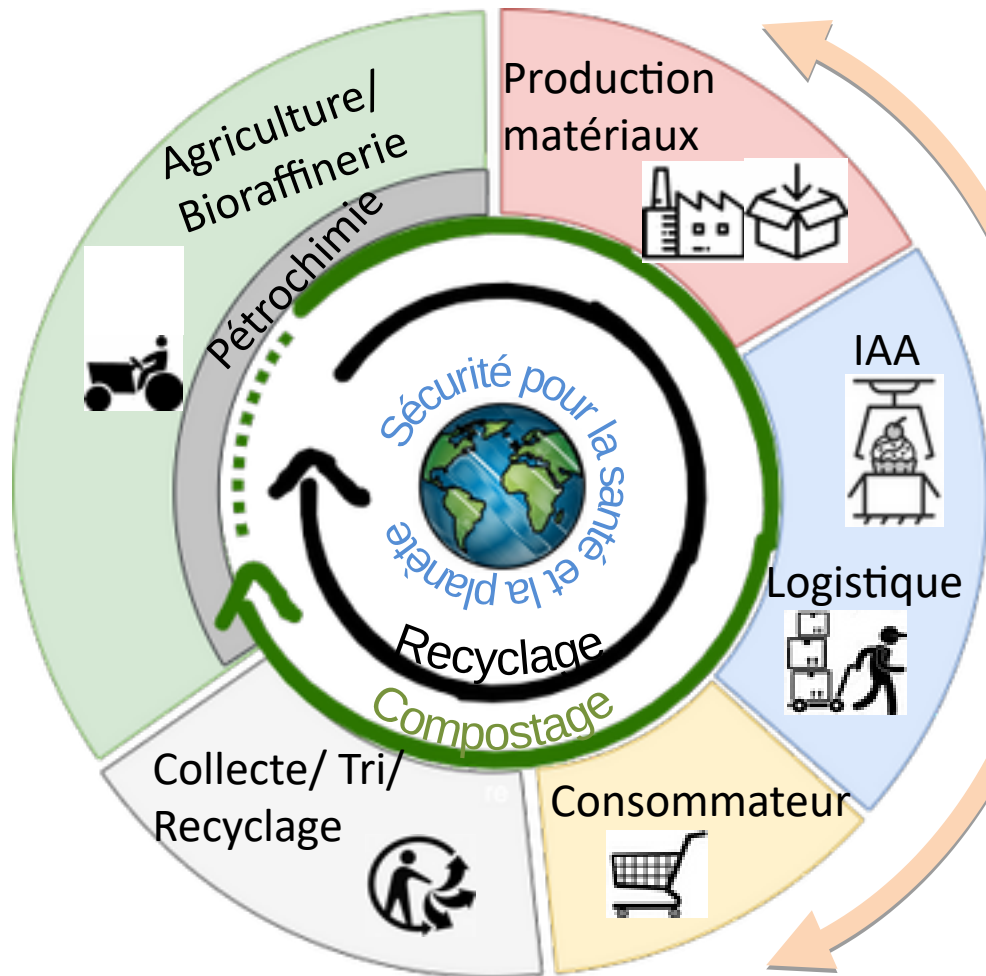 Agriculture/
Bioraffinerie
Pétrochimie
Production
matériaux
IAA
Logistique
Consommateur
Collecte/ Tri/
Recyclage
Sécurité pour la santé et la planète
Recyclage
Compostage
re